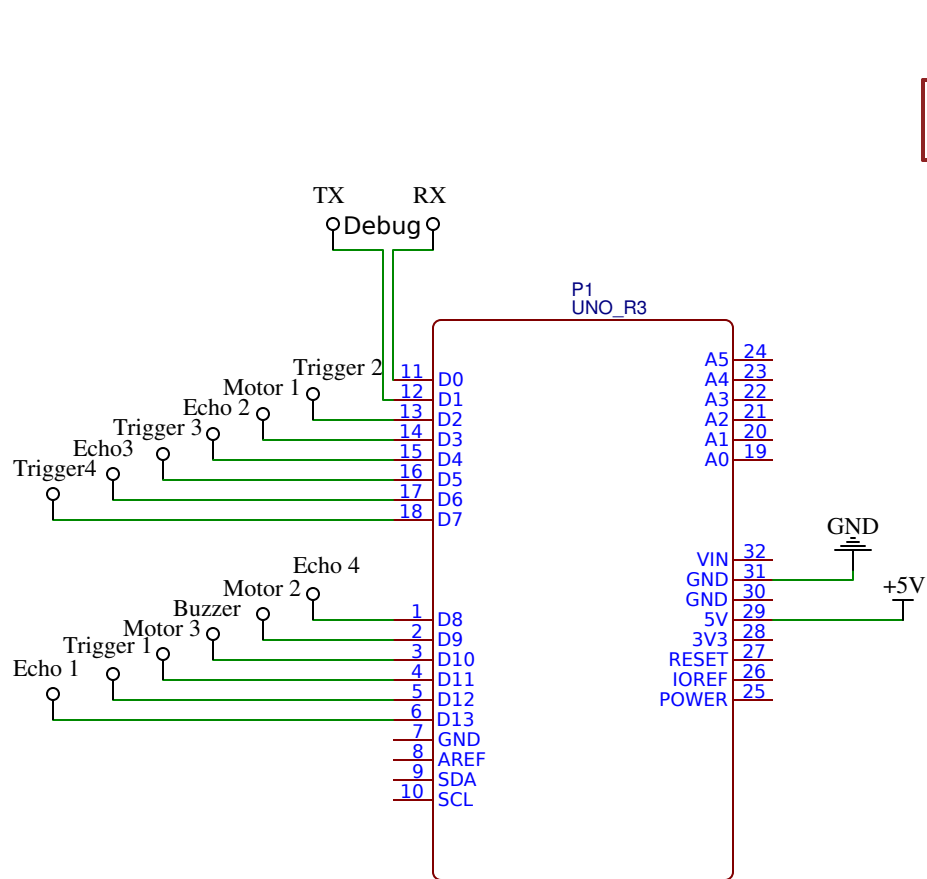 TX RX
Debug
P1
UNO_R3
Trigger 2
Motor 1
Echo 2
Trigger 3
Echo3
Trigger4
11 D0
12 D1
13 D2
14 D3
15 D4
16 D5
17 D6
18 D7
A5 24
A4 23
A3 22
A2 21
A1 20
A0 19
GND
+5V
VIN 32
GND 31
GND 30
5V 29
3V3 28
RESET 27
IOREF 26
POWER 25
Echo 4
Motor 2
Buzzer
Motor 3
Trigger 1
Echo 1
1 D8
2 D9
3 D10
4 D11
5 D12
6 D13
7 GND
8 AREF
9 SDA
10 SCL